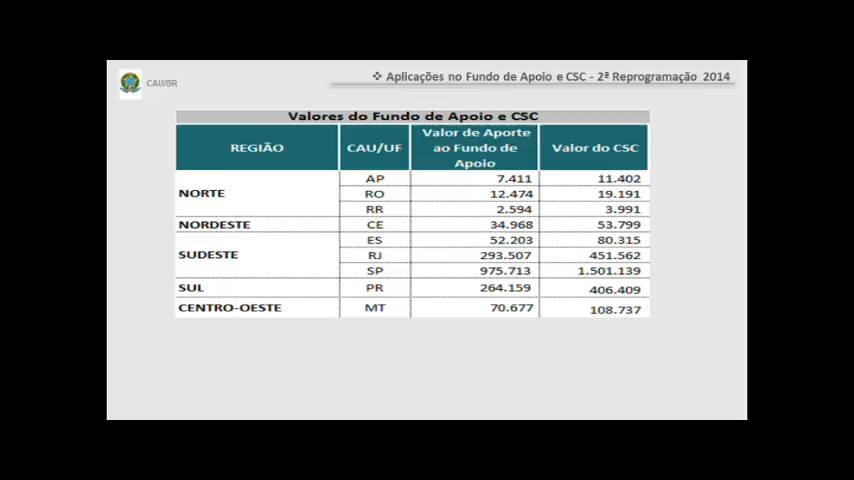 CAU/BR
❖ Aplicações no Fundo de Apoio e CSC - 2ª Reprogramação 2014
Valores do Fundo de Apoio e CSC
REGIÃO CAU/UF Valor de Aporte ao Fundo de Apoio Valor do CSC
NORTE AP 7.411 11.402
RO 12.474 19.191
RR 2.594 3.991
NORDESTE CE 34.968 53.799
SUDESTE ES 52.203 80.315
RJ 293.507 451.562
SP 975.713 1.501.139
SUL PR 264.159 406.409
CENTRO-OESTE MT 70.677 108.737